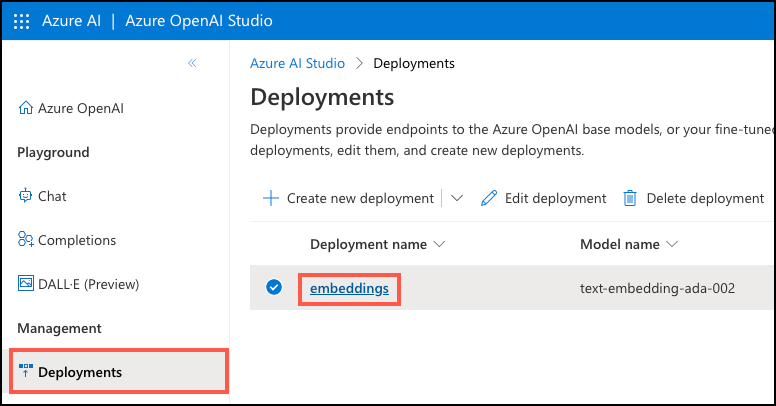 Azure AI | Azure OpenAI Studio
«
Azure OpenAI
Playground
Chat
Completions
DALL·E (Preview)
Management
Deployments
Azure AI Studio > Deployments
Deployments
Deployments provide endpoints to the Azure OpenAI base models, or your fine-tuned
deployments, edit them, and create new deployments.
Create new deployment Edit deployment Delete deployment
Deployment name Model name
embeddings text-embedding-ada-002